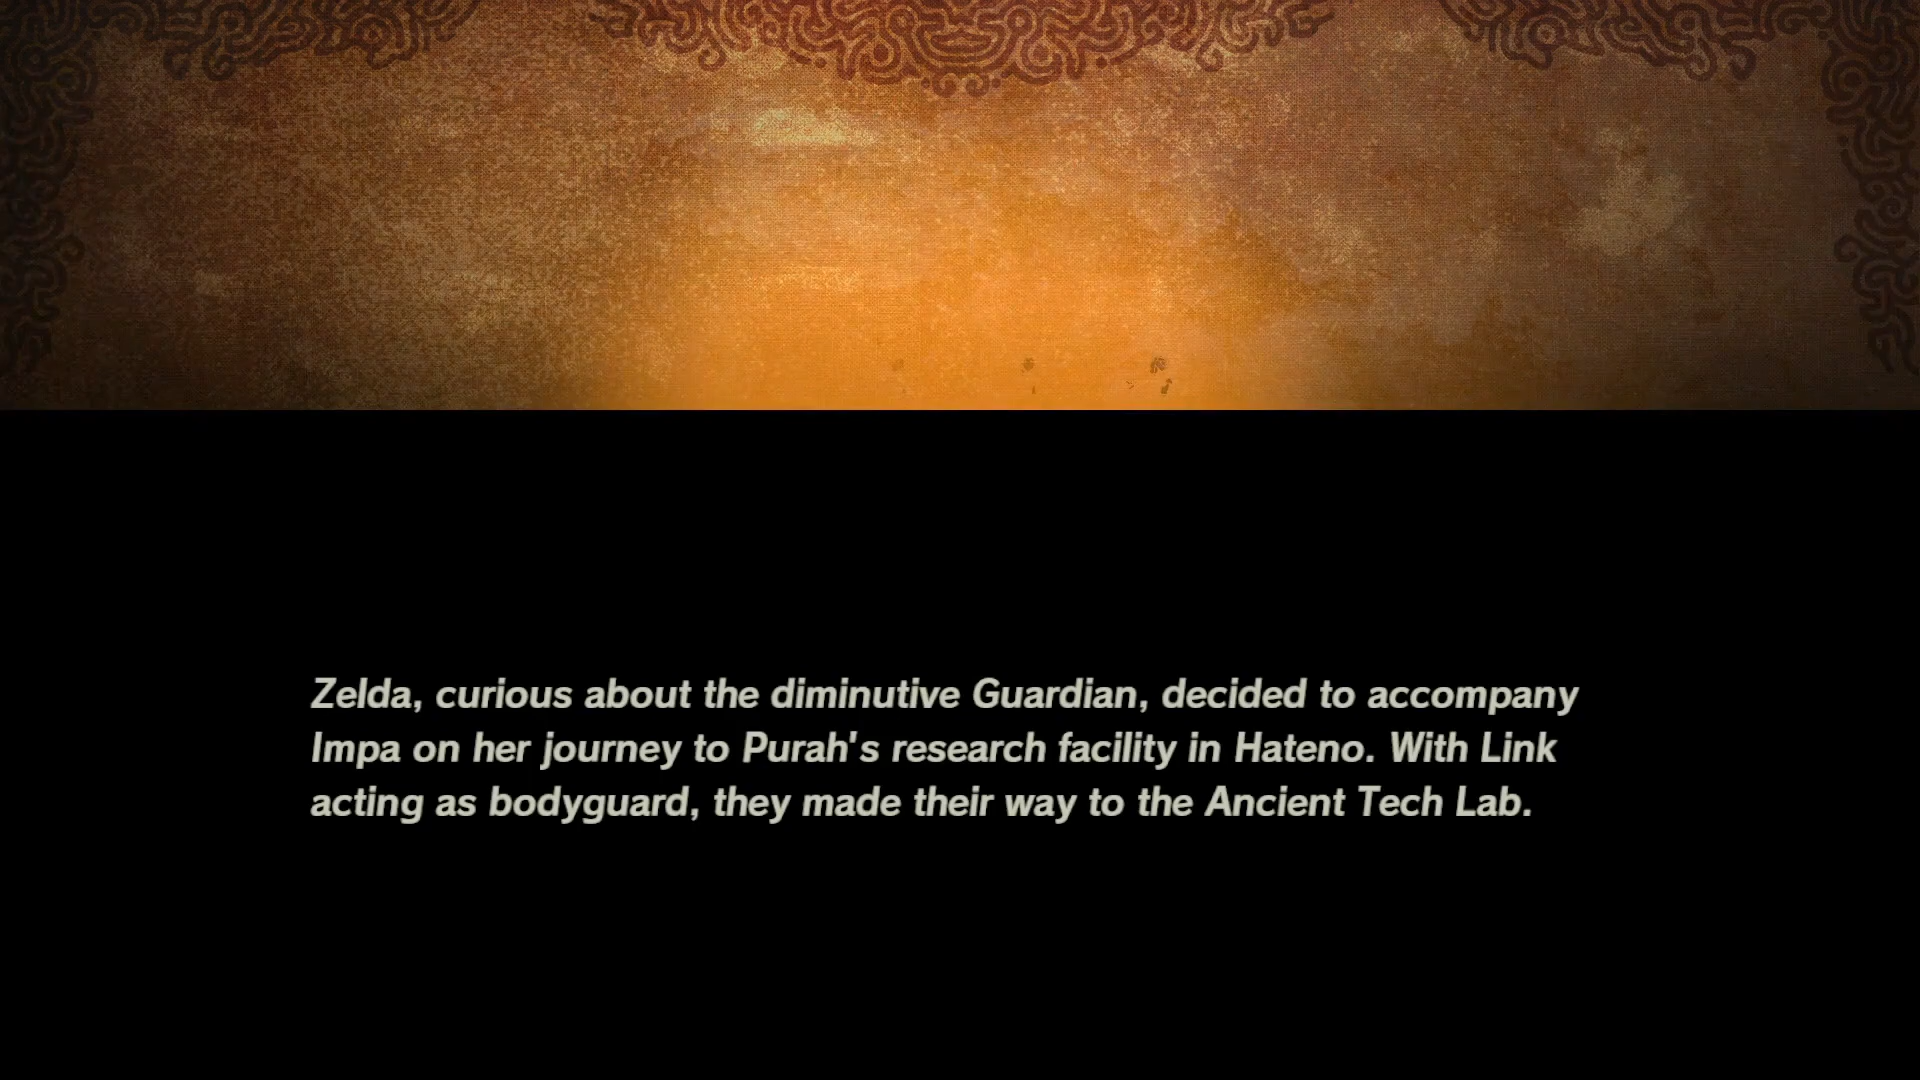 Zelda, curious about the diminutive Guardian, decided to accompany
Impa on her journey to Purah's research facility in Hateno. With Link
acting as bodyguard, they made their way to the Ancient Tech Lab.